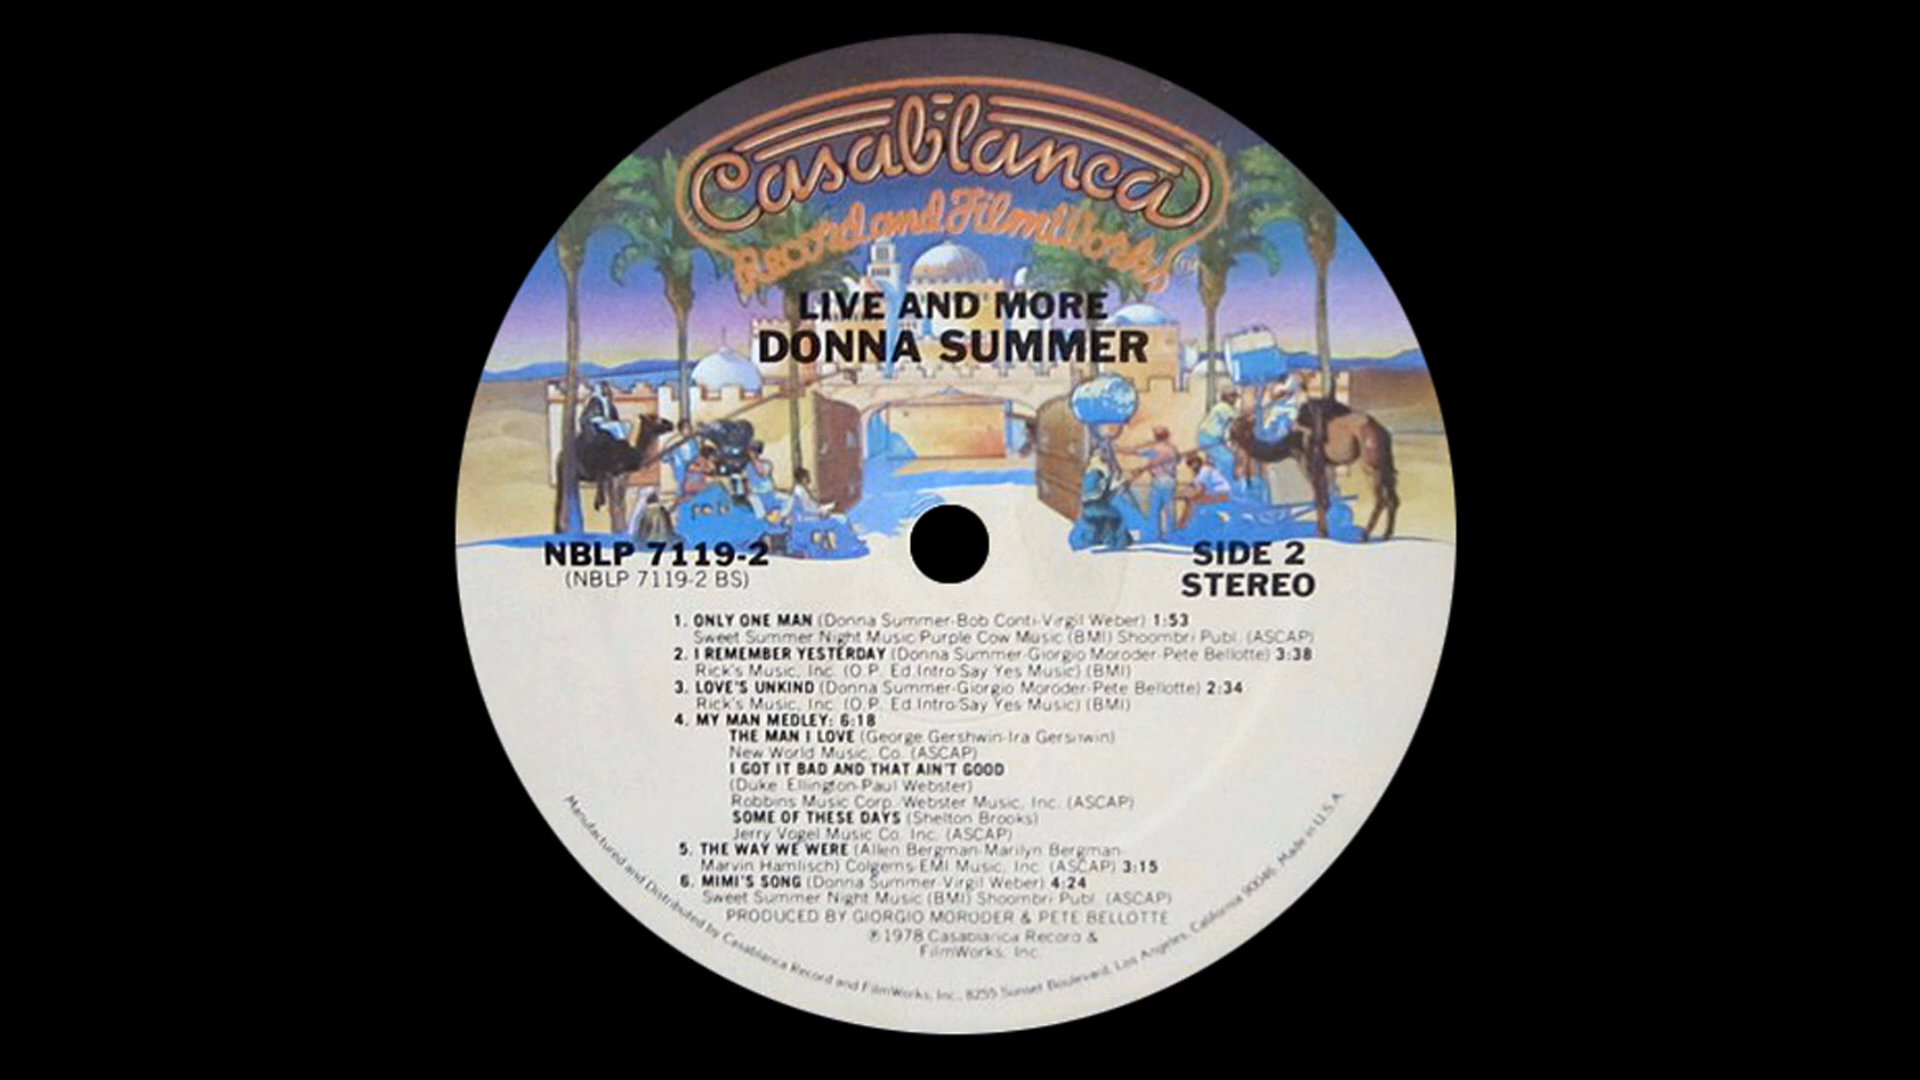 Casablanca
Record and FilmWorks
TM
LIVE AND MORE
DONNA SUMMER
NBLP 7119-2
(NBLP 7119-2 BS)
SIDE 2
STEREO
1. ONLY ONE MAN (Donna Summer-Bob Conti-Virgil Weber) 1:53
Sweet Summer Night Music/Purple Cow Music (BMI) Shoombri Publ. (ASCAP)
2. I REMEMBER YESTERDAY (Donna Summer-Giorgio Moroder-Pete Bellotte) 3:38
Rick's Music, Inc. (O.P. Ed.Intro/Say Yes Music) (BMI)
3. LOVE'S UNKIND (Donna Summer-Giorgio Moroder-Pete Bellotte) 2:34
Rick's Music, Inc. (O.P. Ed.Intro/Say Yes Music) (BMI)
4. MY MAN MEDLEY: 6:18
THE MAN I LOVE (George Gershwin-Ira Gershwin)
New World Music, Co. (ASCAP)
I GOT IT BAD AND THAT AIN'T GOOD
(Duke Ellington-Paul Webster)
Robbins Music Corp./Webster Music, Inc. (ASCAP)
SOME OF THESE DAYS (Shelton Brooks)
Jerry Vogel Music Co. Inc. (ASCAP)
5. THE WAY WE WERE (Allen Bergman-Marilyn Bergman-
Marvin Hamlisch) Colgems-EMI Music, Inc. (ASCAP) 3:15
6. MIMI'S SONG (Donna Summer-Virgil Weber) 4:24
Sweet Summer Night Music (BMI) Shoombri Publ. (ASCAP)
PRODUCED BY GIORGIO MORODER & PETE BELLOTTE
℗1978 Casablanca Record &
FilmWorks, Inc.
Manufactured and Distributed by Casablanca Record and FilmWorks, Inc., 8255 Sunset Boulevard, Los Angeles, California 90046. Made in U.S.A.